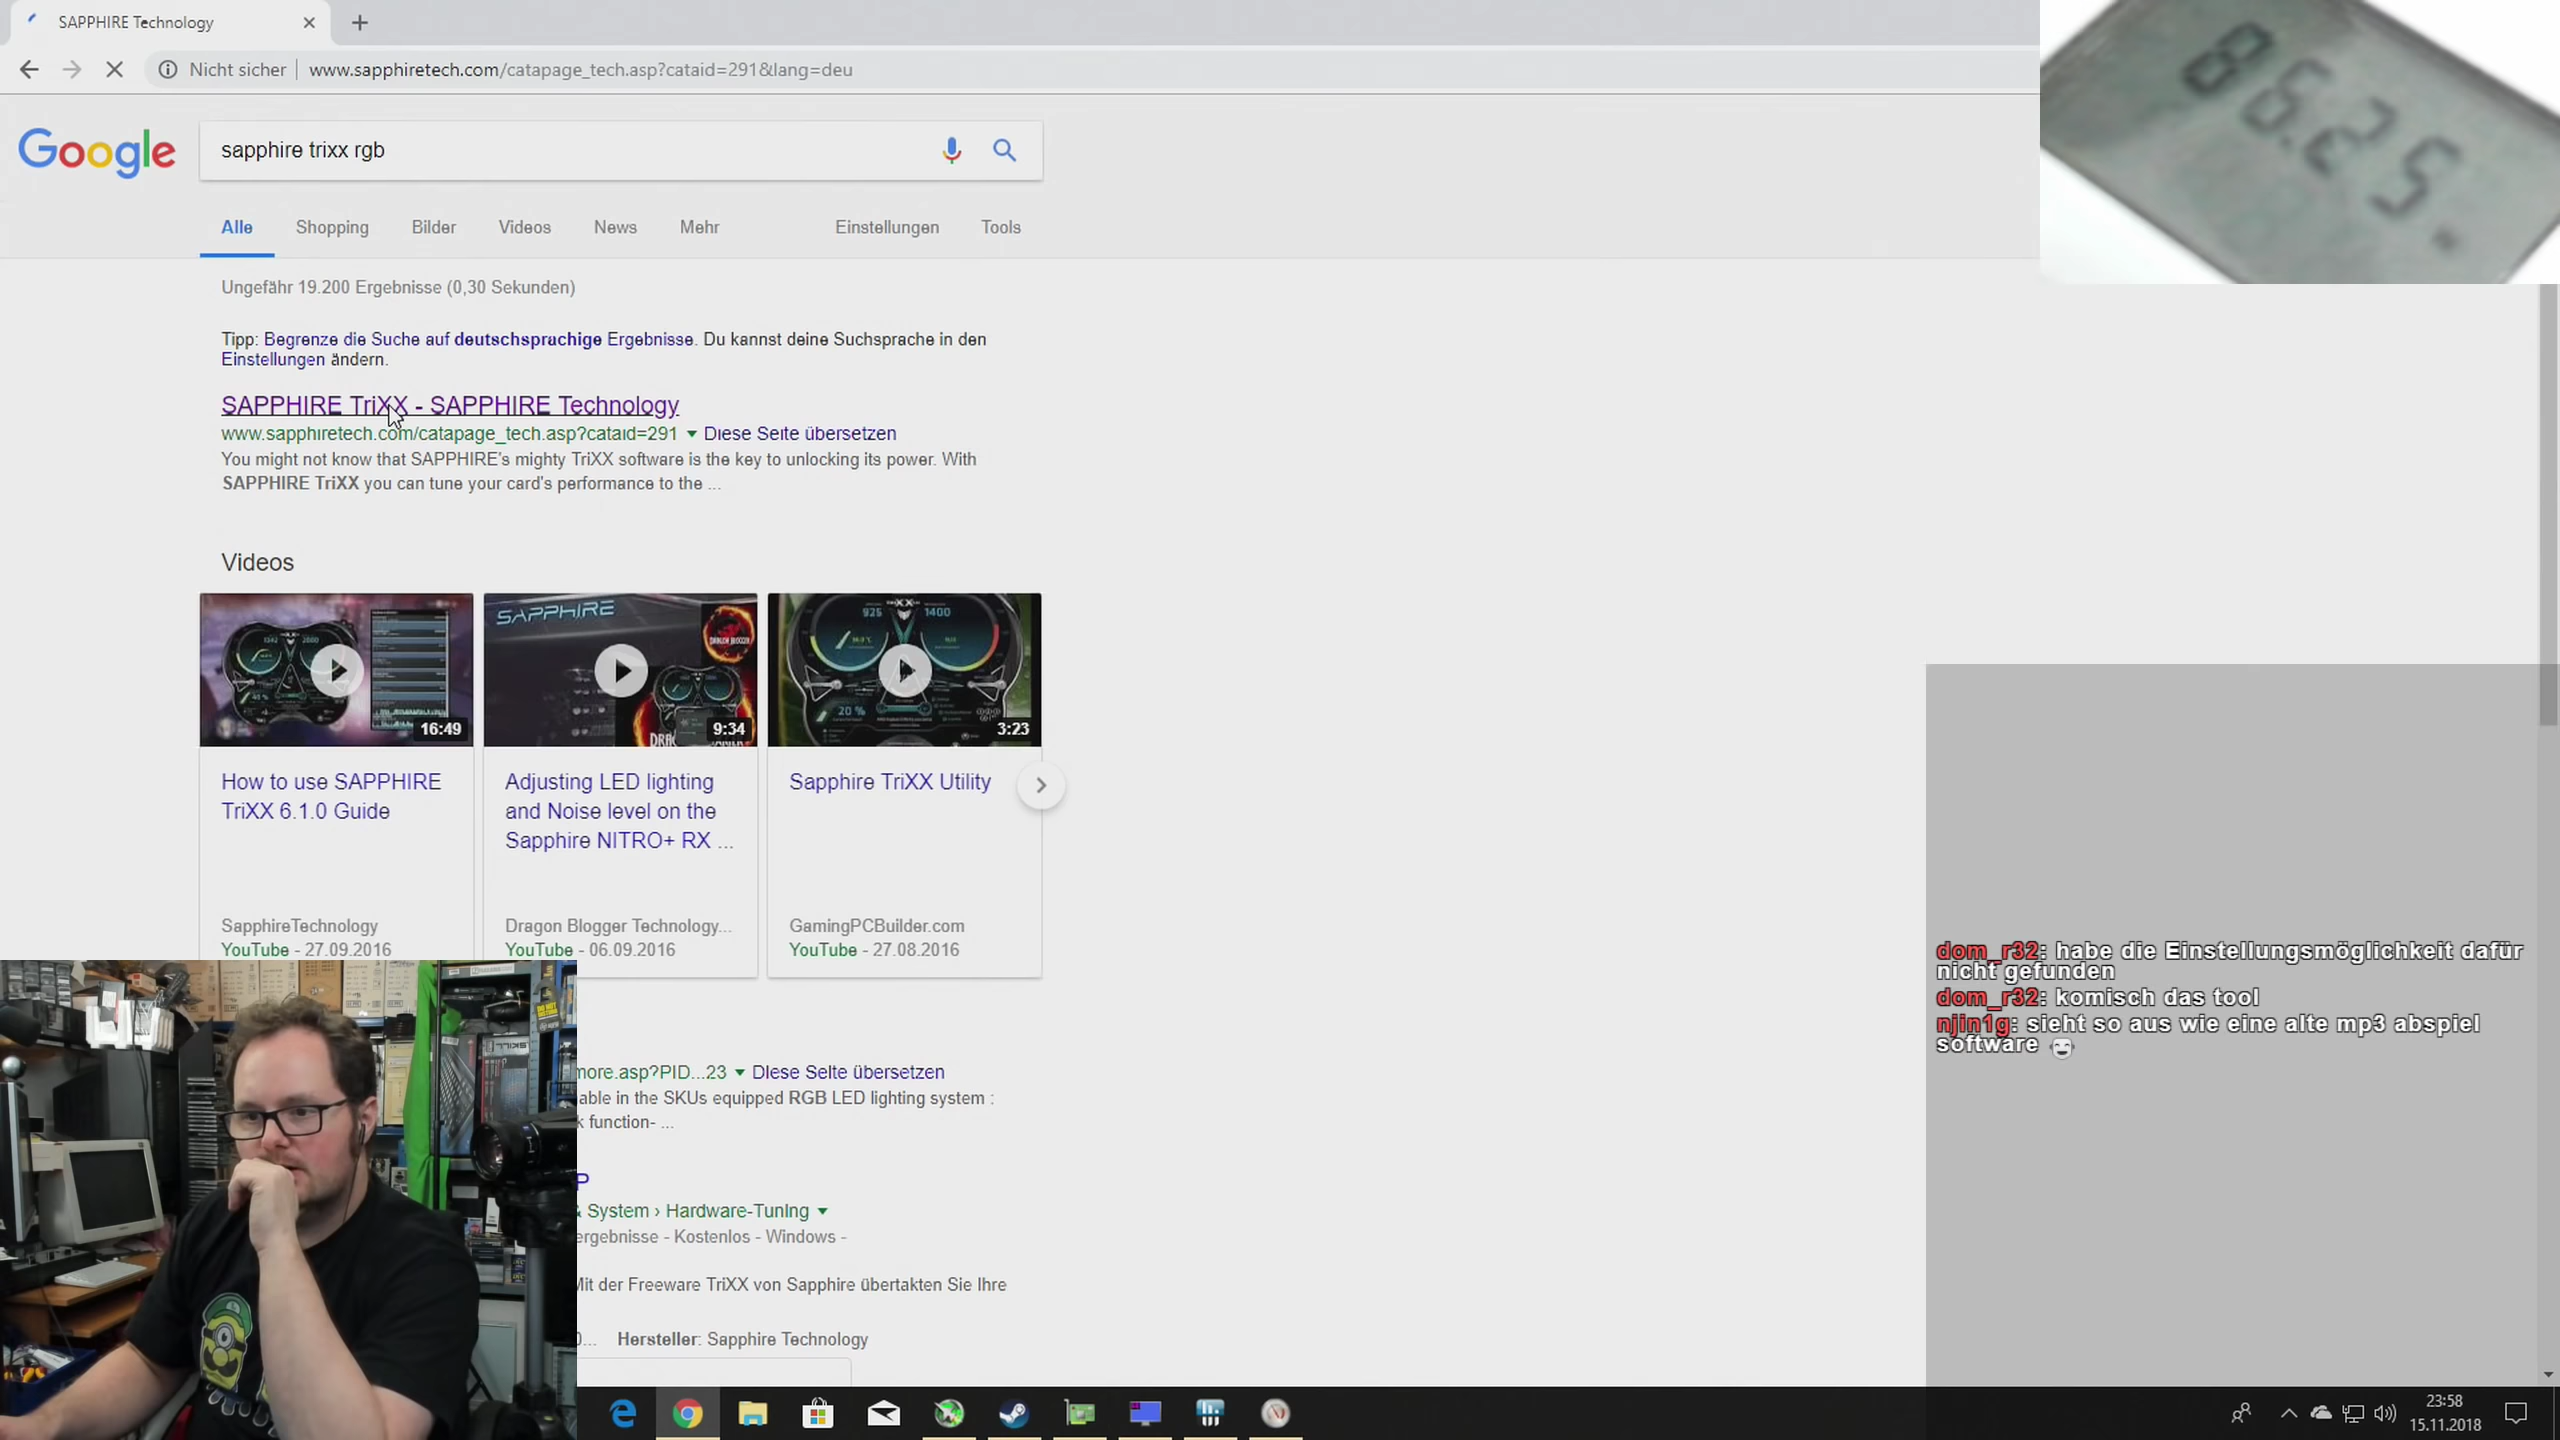 SAPPHIRE Technology
Nicht sicher
www.sapphiretech.com/catapage_tech.asp?cataid=291&lang=deu
86.25
Google
sapphire trixx rgb
Alle
Shopping
Bilder
Videos
News
Mehr
Einstellungen
Tools
Ungefähr 19.200 Ergebnisse (0,30 Sekunden)
Tipp: Begrenze die Suche auf deutschsprachige Ergebnisse. Du kannst deine Suchsprache in den
Einstellungen ändern.
SAPPHIRE TriXX - SAPPHIRE Technology
www.sapphiretech.com/catapage_tech.asp?cataid=291 Diese Seite übersetzen
You might not know that SAPPHIRE's mighty TriXX software is the key to unlocking its power. With
SAPPHIRE TriXX you can tune your card's performance to the ...
Videos
16:49
SAPPHIRE
9:34
925
1400
20 %
3:23
How to use SAPPHIRE
TriXX 6.1.0 Guide
SapphireTechnology
YouTube - 27.09.2016
Adjusting LED lighting
and Noise level on the
Sapphire NITRO+ RX ...
Dragon Blogger Technology...
YouTube - 06.09.2016
Sapphire TriXX Utility
GamingPCBuilder.com
YouTube - 27.08.2016
more.asp?PID...23 Diese Seite übersetzen
able in the SKUs equipped RGB LED lighting system :
k function- ...
P
& System › Hardware-Tuning
ergebnisse - Kostenlos - Windows -
Mit der Freeware TriXX von Sapphire übertakten Sie Ihre
Hersteller: Sapphire Technology
dom_r32: habe die Einstellungsmöglichkeit dafür
nicht gefunden
dom_r32: komisch das tool
njin1g: sieht so aus wie eine alte mp3 abspiel
software
23:58
15.11.2018